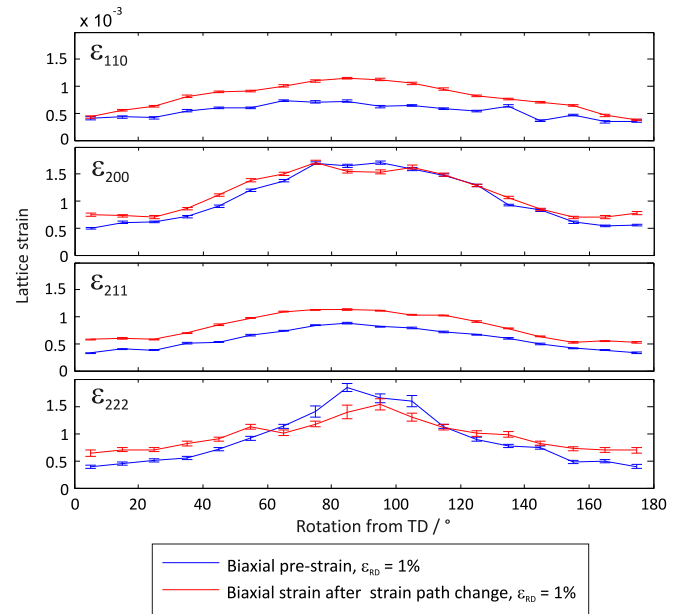 x 10⁻³
ε110
1.5
1
0.5
0
ε200
1.5
1
0.5
0
ε211
1.5
1
0.5
0
ε222
1.5
1
0.5
0
Lattice strain
0 20 40 60 80 100 120 140 160 180
Rotation from TD / °
Biaxial pre-strain, εRD = 1%
Biaxial strain after strain path change, εRD = 1%